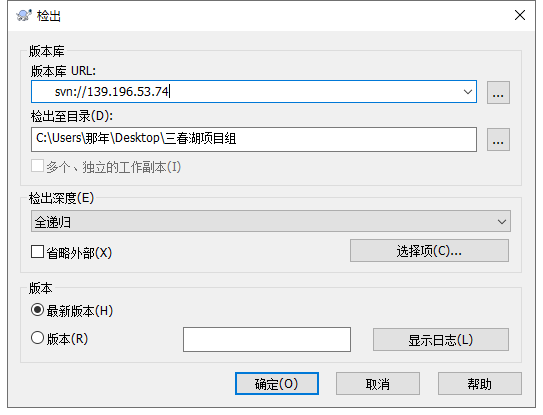 检出
版本库
版本库 URL:
svn://139.196.53.74
...
检出至目录(D):
C:\Users\那年\Desktop\三春湖项目组
...
多个、独立的工作副本(I)
检出深度(E)
全递归
省略外部(X)
选择项(C)...
版本
最新版本(H)
版本(R)
显示日志(L)
确定(O)
取消
帮助